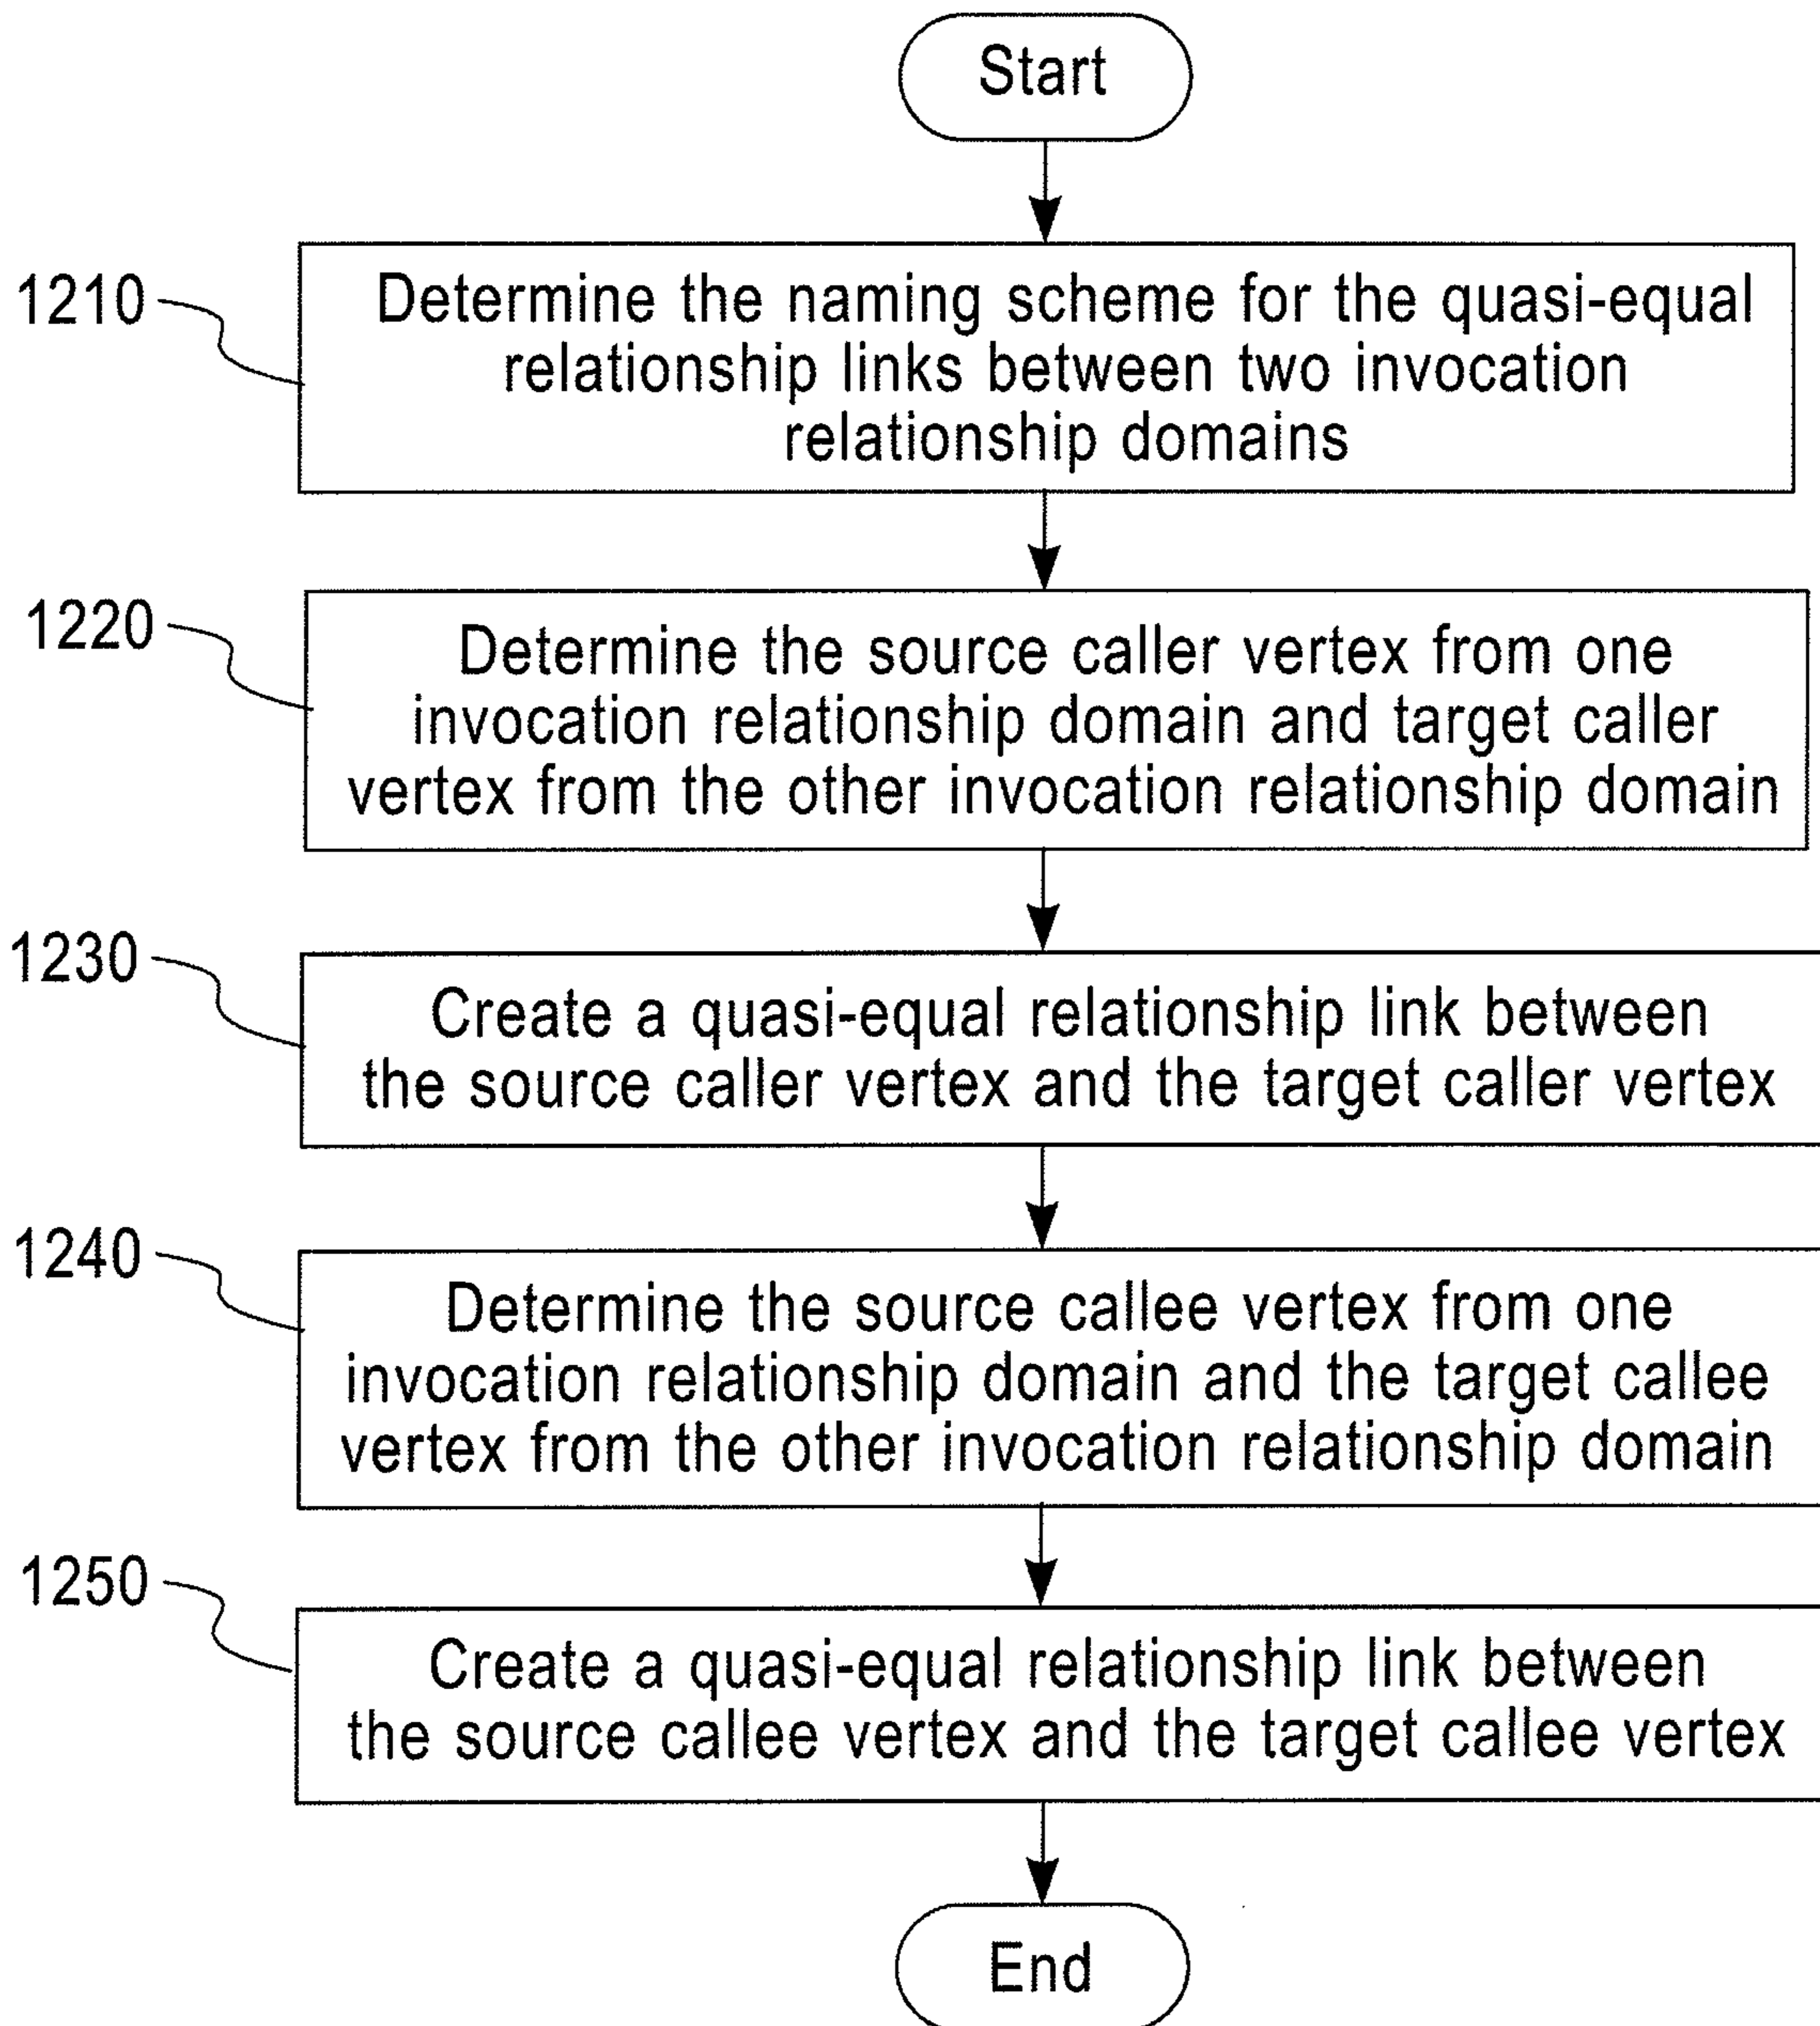 Start
1210
Determine the naming scheme for the quasi-equal
relationship links between two invocation
relationship domains
1220
Determine the source caller vertex from one
invocation relationship domain and target caller
vertex from the other invocation relationship domain
1230
Create a quasi-equal relationship link between
the source caller vertex and the target caller vertex
1240
Determine the source callee vertex from one
invocation relationship domain and the target callee
vertex from the other invocation relationship domain
1250
Create a quasi-equal relationship link between
the source callee vertex and the target callee vertex
End